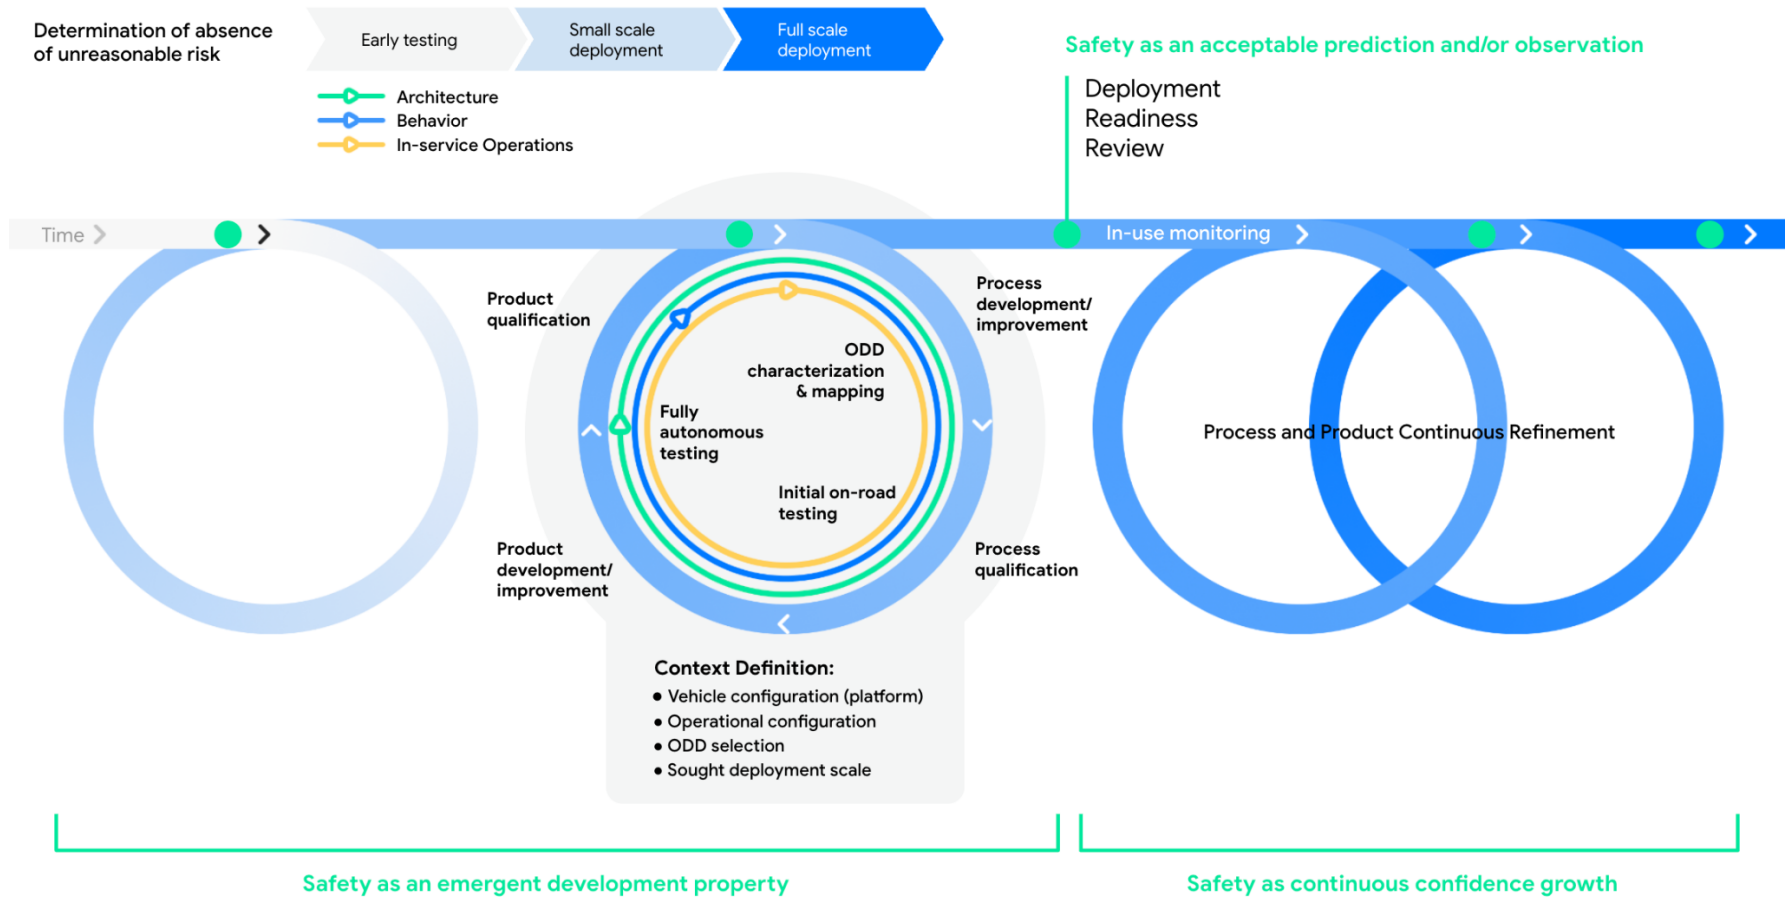 Determination of absence
of unreasonable risk
Early testing
Small scale
deployment
Full scale
deployment
Architecture
Behavior
In-service Operations
Safety as an acceptable prediction and/or observation
Deployment
Readiness
Review
Time
In-use monitoring
Product
qualification
Process
development/
improvement
ODD
characterization
& mapping
Fully
autonomous
testing
Initial on-road
testing
Product
development/
improvement
Process
qualification
Process and Product Continuous Refinement
Context Definition:
• Vehicle configuration (platform)
• Operational configuration
• ODD selection
• Sought deployment scale
Safety as an emergent development property
Safety as continuous confidence growth